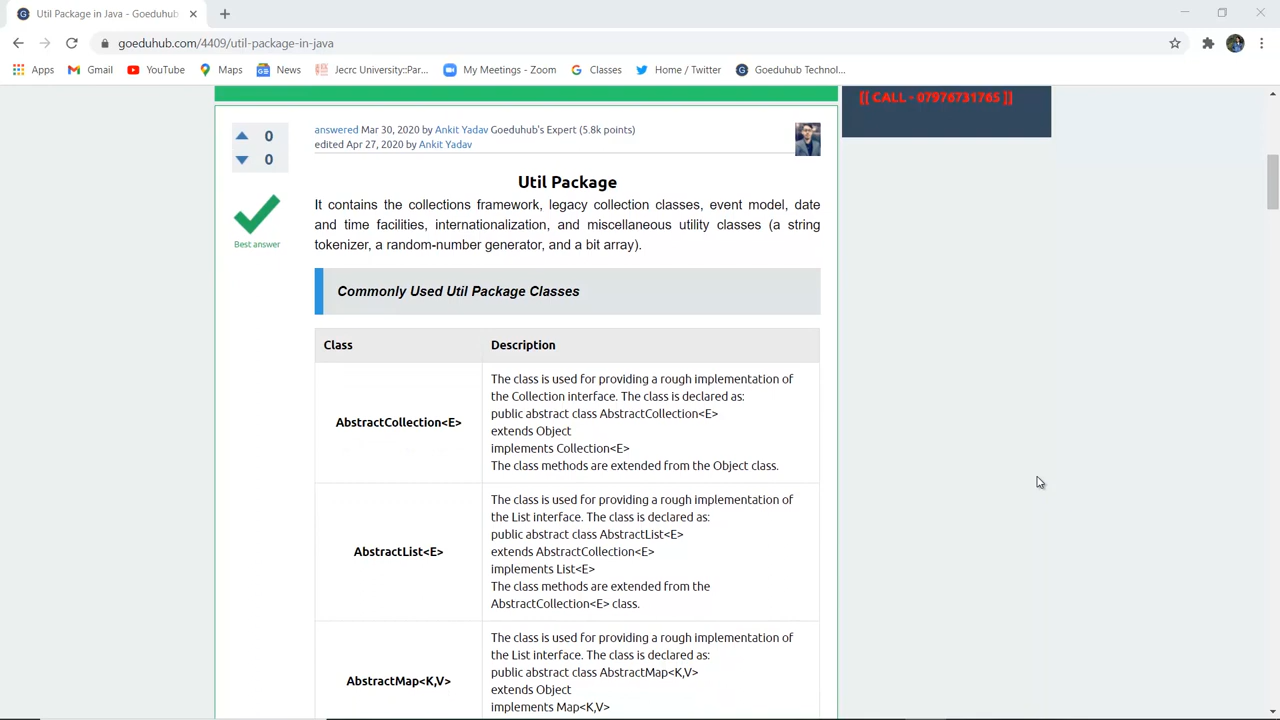 Util Package in Java - Goeduhub
goeduhub.com/4409/util-package-in-java
Apps Gmail YouTube Maps News Jecrc University::Par... My Meetings - Zoom Classes Home / Twitter Goeduhub Technol...
[[ CALL - 07976731765 ]]
0
0
Best answer
answered Mar 30, 2020 by Ankit Yadav Goeduhub's Expert (5.8k points)
edited Apr 27, 2020 by Ankit Yadav
Util Package
It contains the collections framework, legacy collection classes, event model, date
and time facilities, internationalization, and miscellaneous utility classes (a string
tokenizer, a random-number generator, and a bit array).
Commonly Used Util Package Classes
Class Description
AbstractCollection<E>
The class is used for providing a rough implementation of
the Collection interface. The class is declared as:
public abstract class AbstractCollection<E>
extends Object
implements Collection<E>
The class methods are extended from the Object class.
AbstractList<E>
The class is used for providing a rough implementation of
the List interface. The class is declared as:
public abstract class AbstractList<E>
extends AbstractCollection<E>
implements List<E>
The class methods are extended from the
AbstractCollection<E> class.
AbstractMap<K,V>
The class is used for providing a rough implementation of
the List interface. The class is declared as:
public abstract class AbstractMap<K,V>
extends Object
implements Map<K,V>